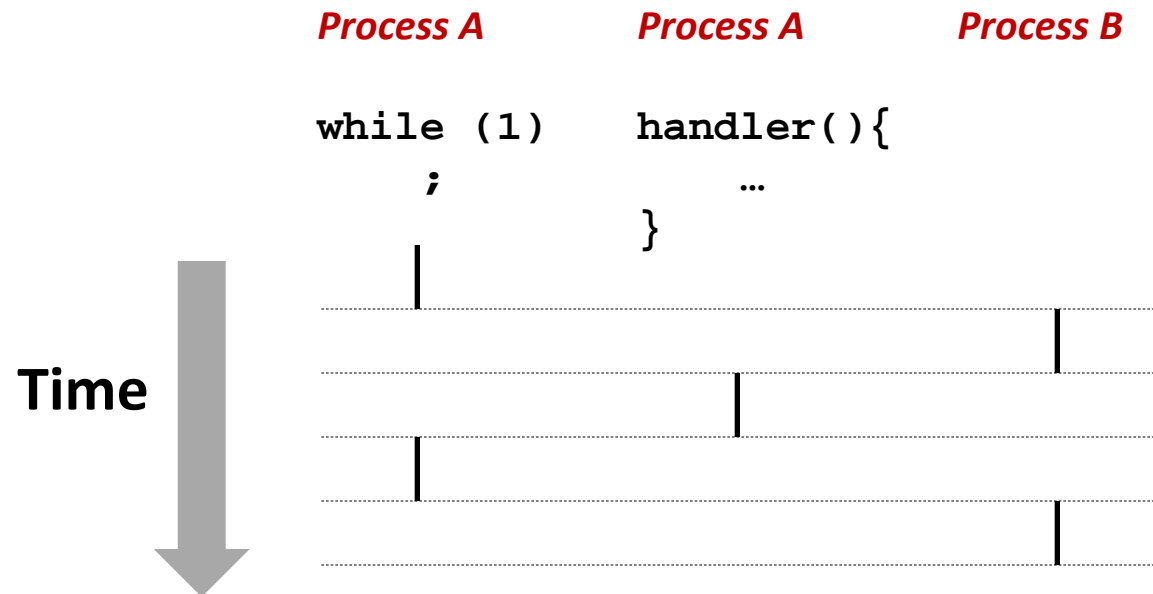 Process A Process A Process B
while (1) handler(){
; …
}
Time